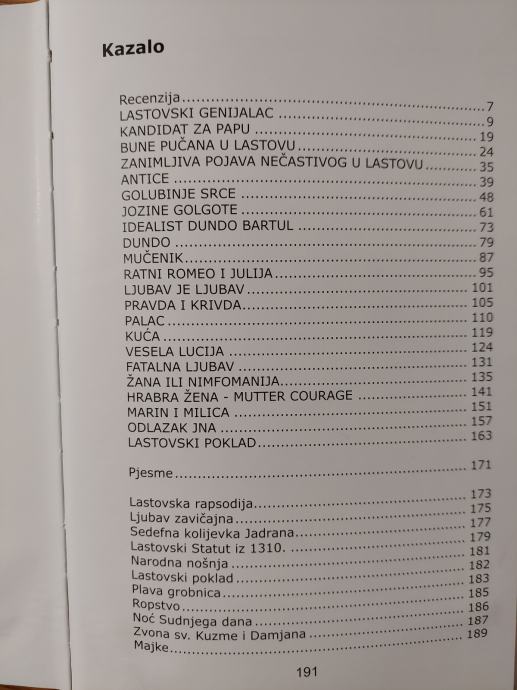 Kazalo
Recenzija........................................7
LASTOVSKI GENIJALAC ........................................9
KANDIDAT ZA PAPU ........................................19
BUNE PUČANA U LASTOVU........................................24
ZANIMLJIVA POJAVA NEČASTIVOG U LASTOVU........................................35
ANTICE ........................................39
GOLUBINJE SRCE ........................................48
JOZINE GOLGOTE ........................................61
IDEALIST DUNDO BARTUL ........................................73
DUNDO ........................................79
MUČENIK........................................87
RATNI ROMEO I JULIJA........................................95
LJUBAV JE LJUBAV........................................101
PRAVDA I KRIVDA........................................105
PALAC........................................110
KUĆA ........................................119
VESELA LUCIJA ........................................124
FATALNA LJUBAV ........................................131
ŽANA ILI NIMFOMANIJA........................................135
HRABRA ŽENA - MUTTER COURAGE ........................................141
MARIN I MILICA ........................................151
ODLAZAK JNA ........................................157
LASTOVSKI POKLAD........................................163
Pjesme........................................171
Lastovska rapsodija........................................173
Ljubav zavičajna........................................175
Sedefna kolijevka Jadrana........................................177
Lastovski Statut iz 1310. ........................................179
Narodna nošnja ........................................181
Lastovski poklad........................................182
Plava grobnica........................................183
Ropstvo ........................................185
Noć Sudnjega dana ........................................186
Zvona sv. Kuzme i Damjana ........................................187
Majke........................................189
191